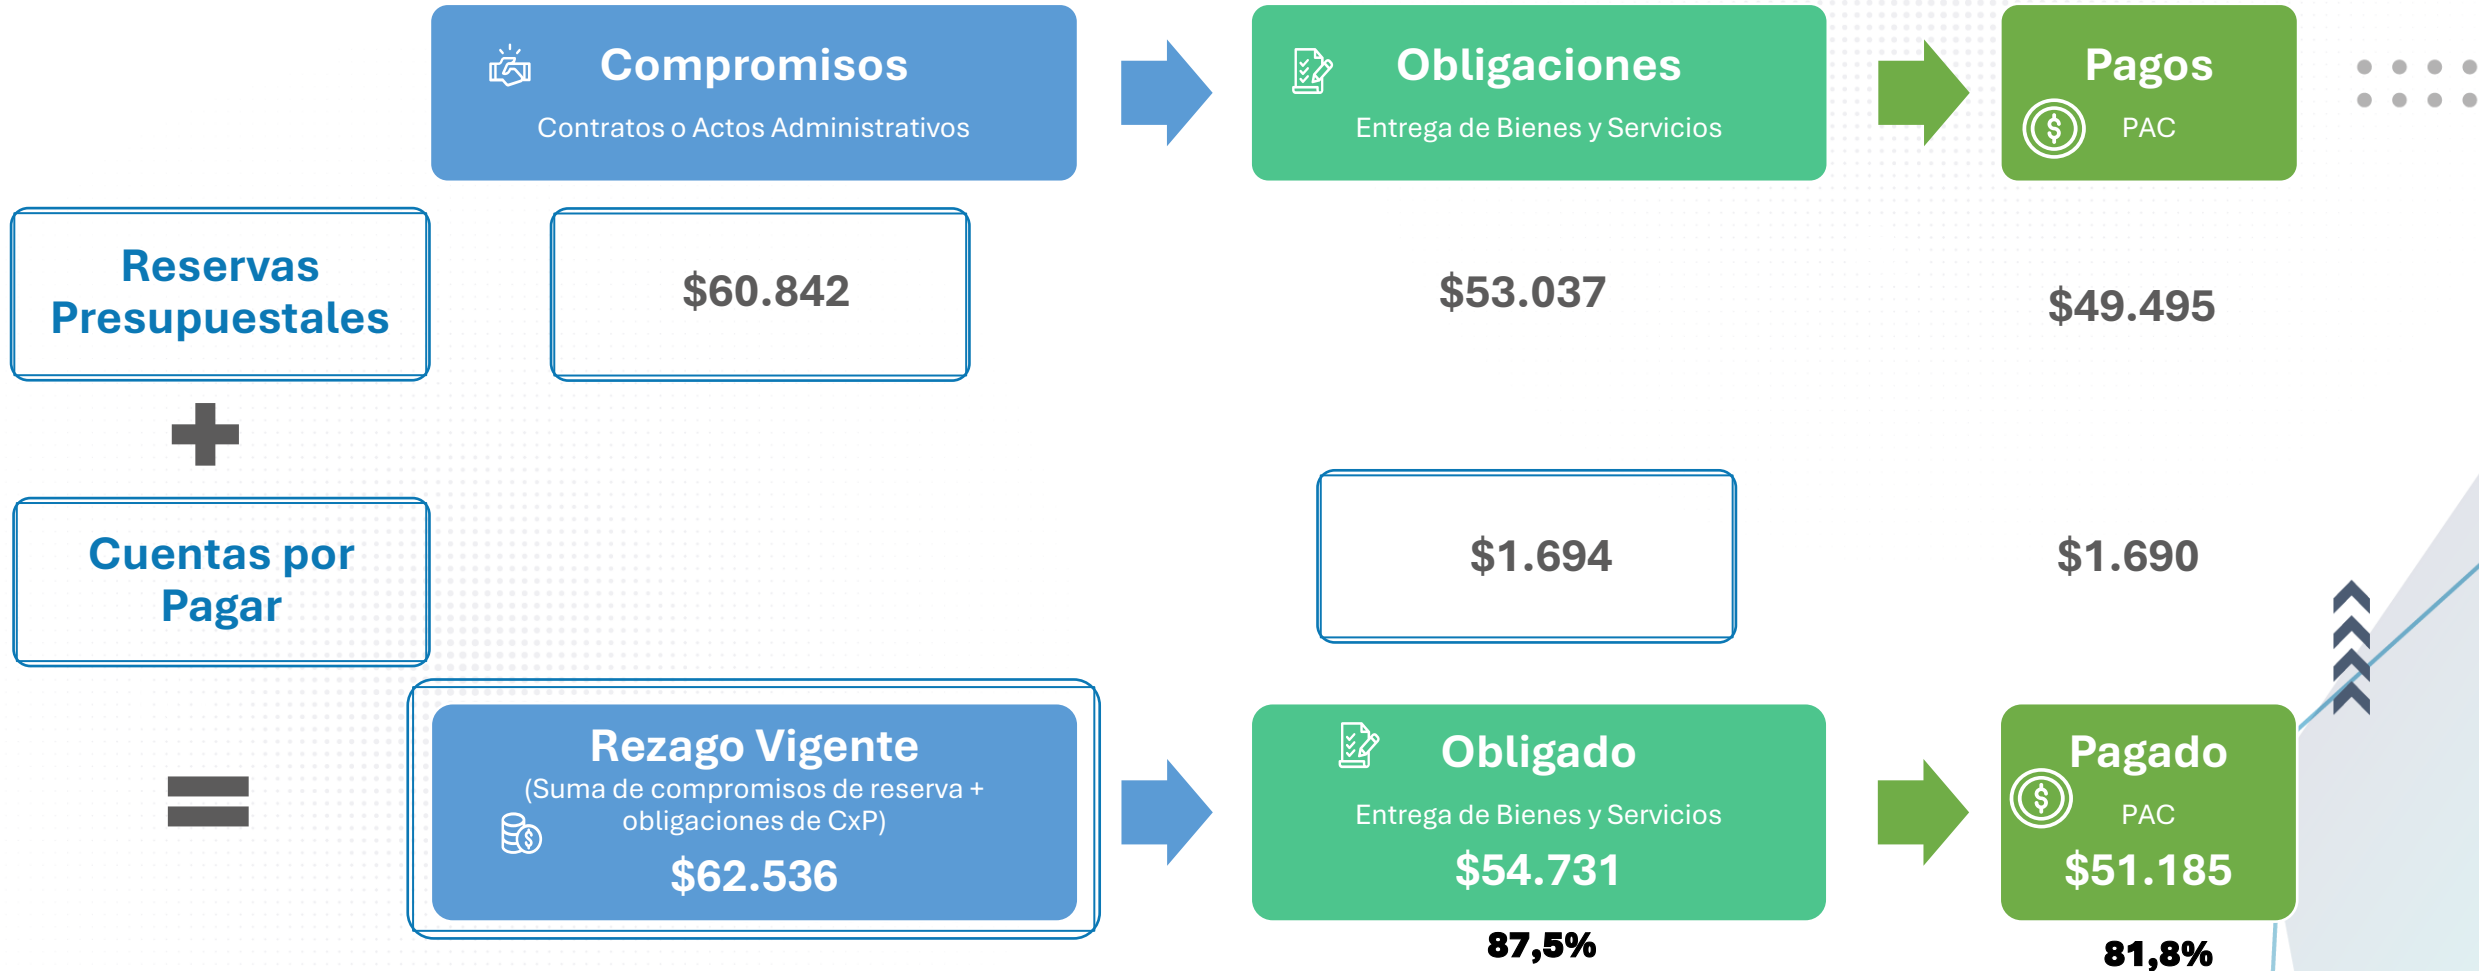 Compromisos
Contratos o Actos Administrativos
Obligaciones
Entrega de Bienes y Servicios
Pagos
PAC
Reservas
Presupuestales
$60.842
$53.037
$49.495
Cuentas por
Pagar
$1.694
$1.690
Rezago Vigente
(Suma de compromisos de reserva +
obligaciones de CxP)
$62.536
Obligado
Entrega de Bienes y Servicios
$54.731
87,5%
Pagado
PAC
$51.185
81,8%